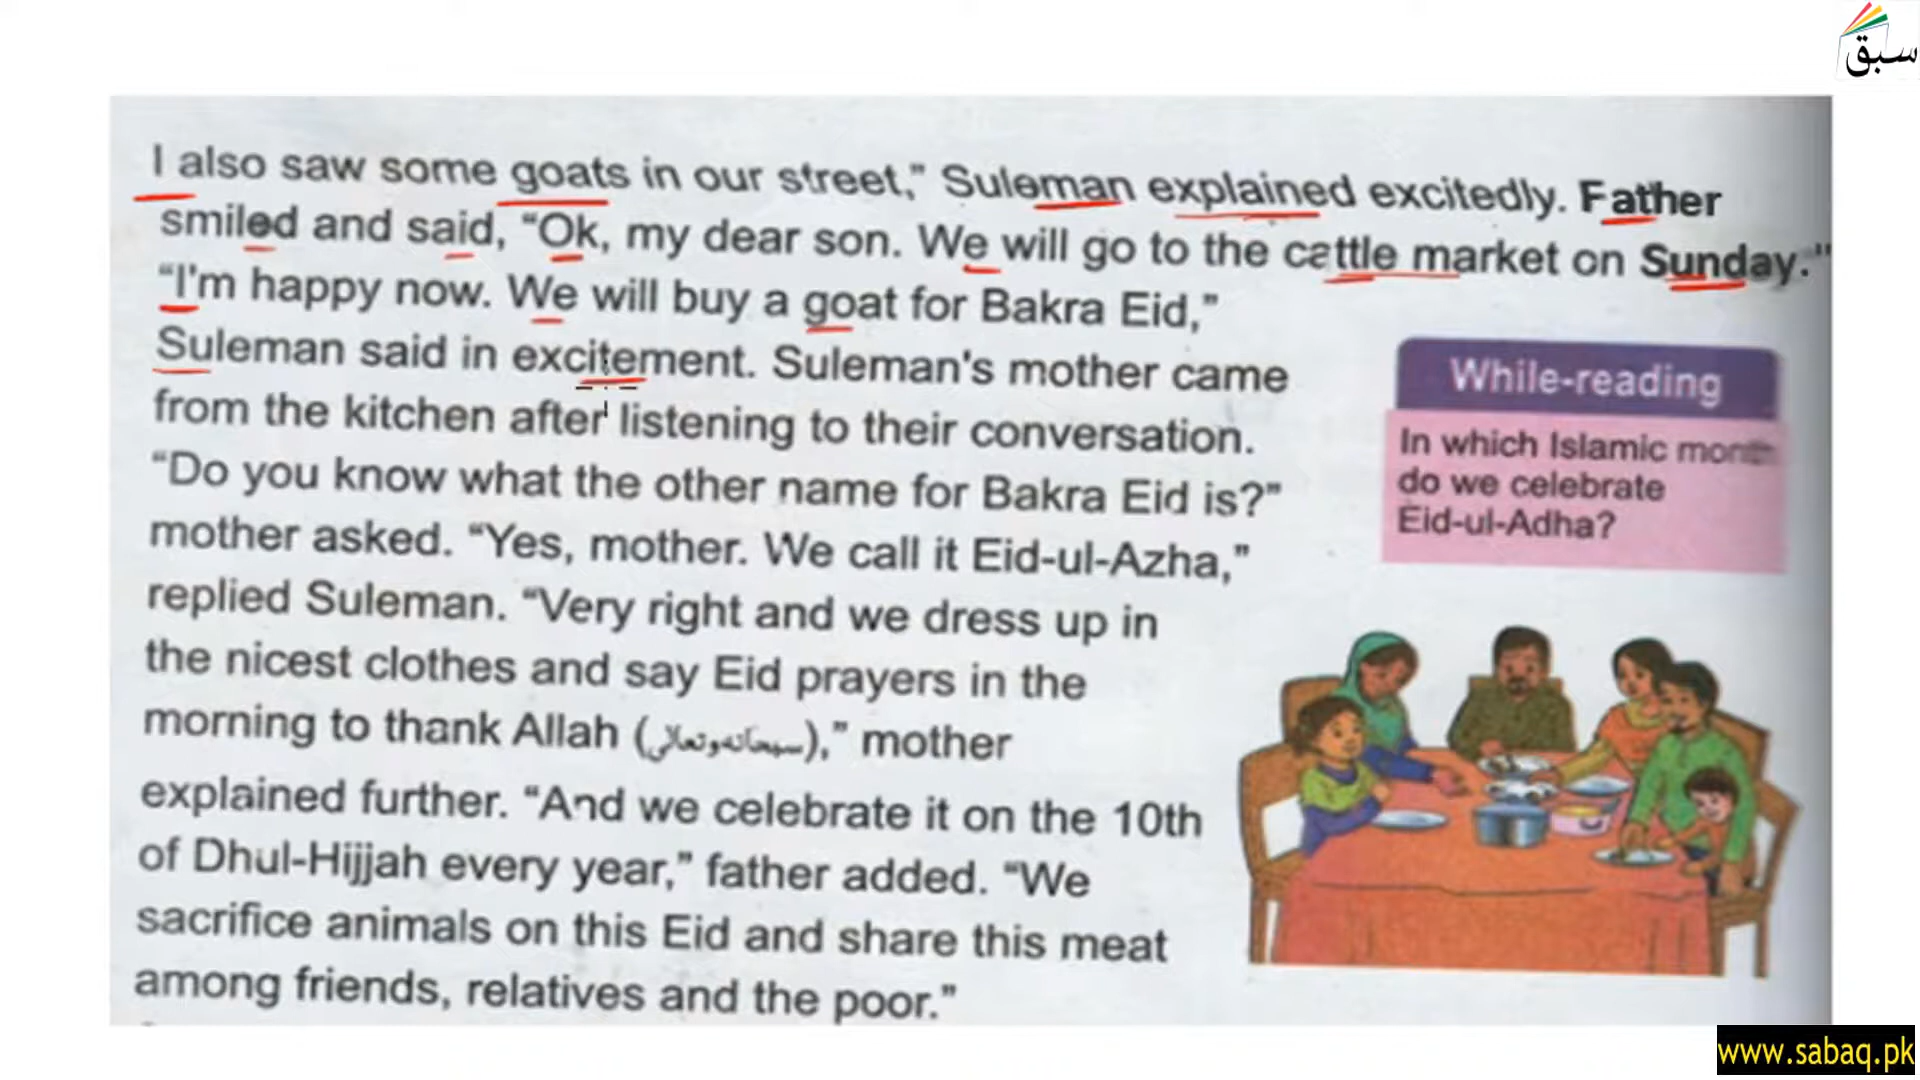 سبق
I also saw some goats in our street,” Suleman explained excitedly. Father
smiled and said, “Ok, my dear son. We will go to the cattle market on Sunday.”
“I'm happy now. We will buy a goat for Bakra Eid,”
Suleman said in excitement. Suleman's mother came
from the kitchen after listening to their conversation.
“Do you know what the other name for Bakra Eid is?”
mother asked. “Yes, mother. We call it Eid-ul-Azha,”
replied Suleman. “Very right and we dress up in
the nicest clothes and say Eid prayers in the
morning to thank Allah (سبحانه وتعالى),” mother
explained further. “And we celebrate it on the 10th
of Dhul-Hijjah every year,” father added. “We
sacrifice animals on this Eid and share this meat
among friends, relatives and the poor.”
While-reading
In which Islamic month
do we celebrate
Eid-ul-Adha?
www.sabaq.pk